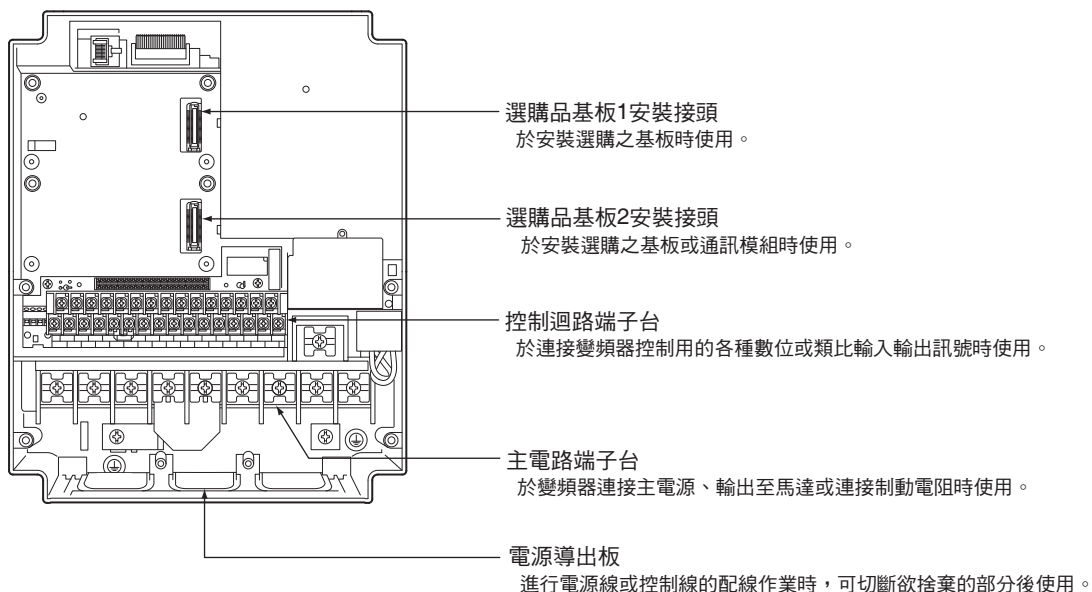 選購品基板1安裝接頭
於安裝選購之基板時使用。
選購品基板2安裝接頭
於安裝選購之基板或通訊模組時使用。
控制迴路端子台
於連接變頻器控制用的各種數位或類比輸入輸出訊號時使用。
主電路端子台
於變頻器連接主電源、輸出至馬達或連接制動電阻時使用。
電源導出板
進行電源線或控制線的配線作業時，可切斷欲捨棄的部分後使用。